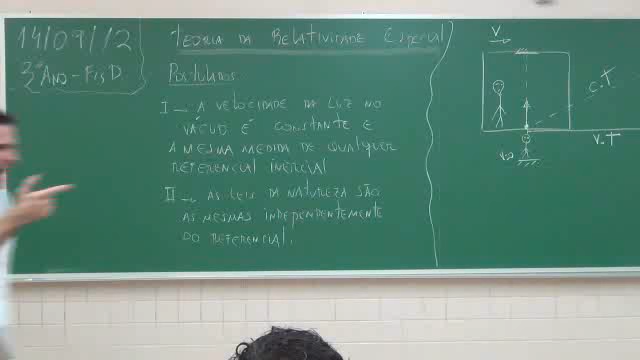 14/09/12
3º ANO - FIS D
TEORIA DA RELATIVIDADE ESPECIAL
POSTULADOS
I - A VELOCIDADE DA LUZ NO
VÁCUO É CONSTANTE E
A MESMA MEDIDA DE QUALQUER
REFERENCIAL INERCIAL
II - AS LEIS DA NATUREZA SÃO
AS MESMAS INDEPENDENTEMENTE
DO REFERENCIAL.
V
C.T
V.T